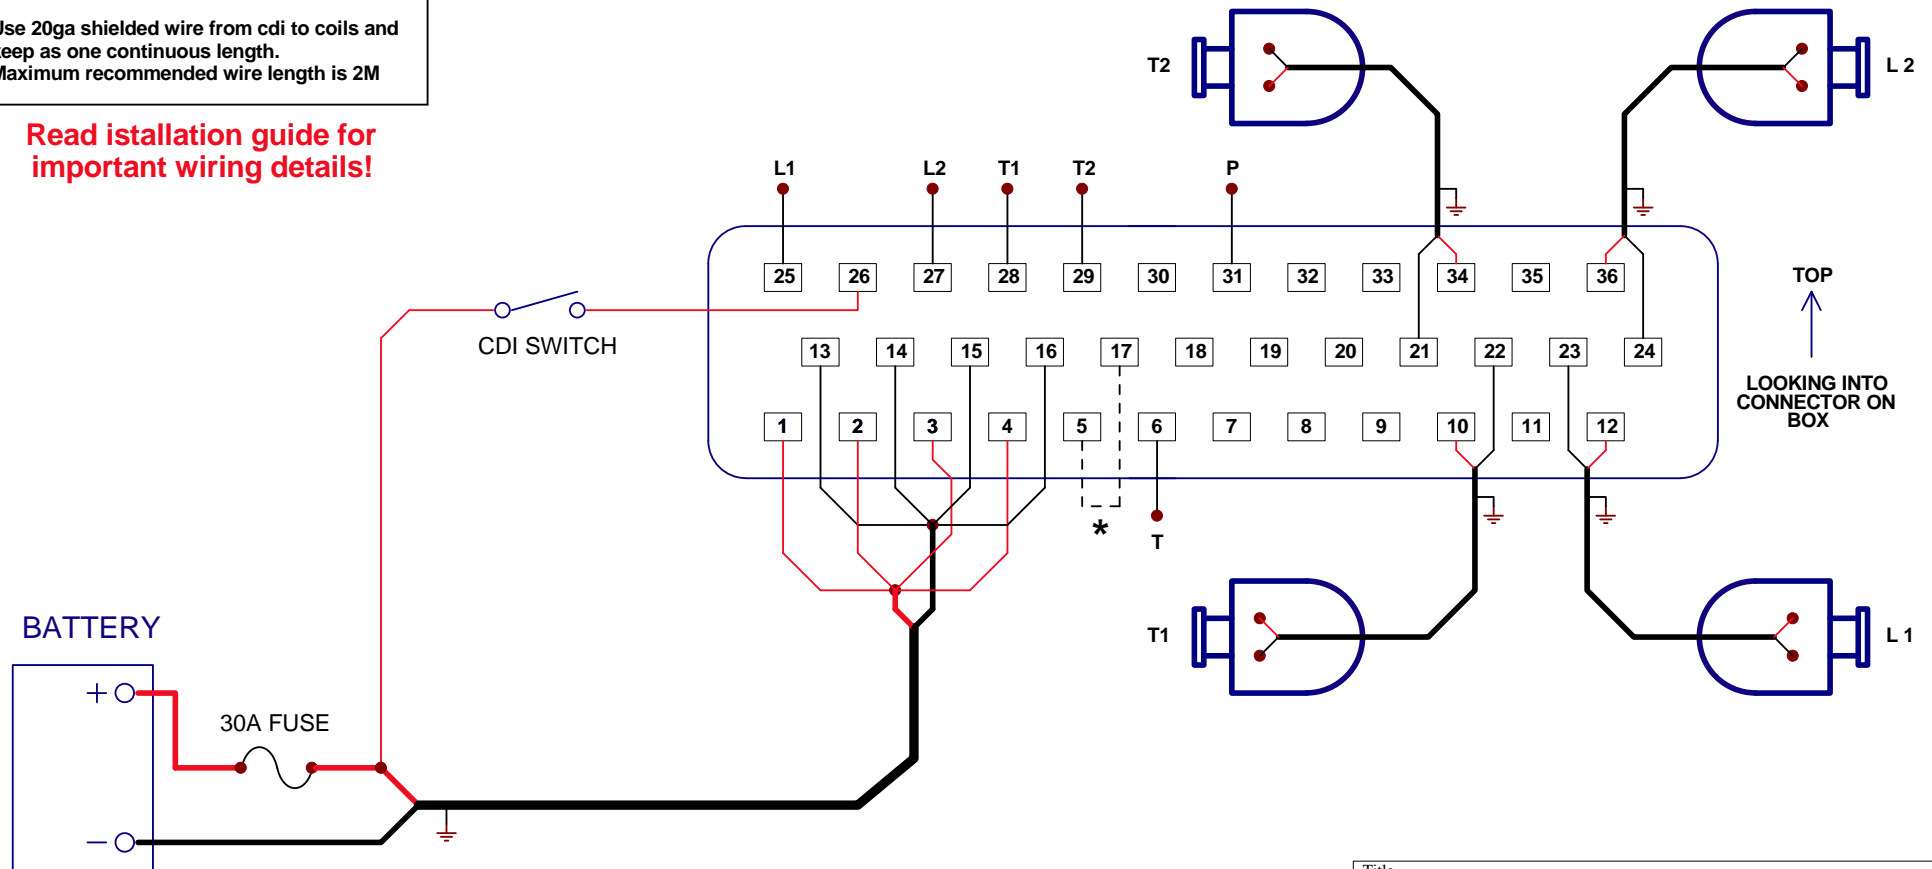 Use 20ga shielded wire from cdi to coils and
keep as one continuous length.
Maximum recommended wire length is 2M
Read istallation guide for
important wiring details!
T2
L 2
L1
L2
T1
T2
P
25
26
27
28
29
30
31
32
33
34
35
36
TOP
CDI SWITCH
13
14
15
16
17
18
19
20
21
22
23
24
LOOKING INTO
CONNECTOR ON
BOX
1
2
3
4
5
6
7
8
9
10
11
12
*
T
BATTERY
T1
L 1
+
30A FUSE
−
Title